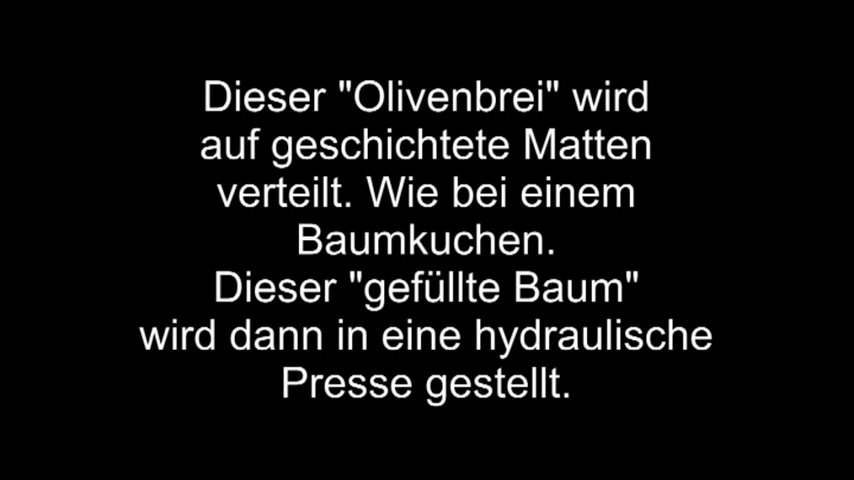 Dieser "Olivenbrei" wird
auf geschichtete Matten
verteilt. Wie bei einem
Baumkuchen.
Dieser "gefüllte Baum"
wird dann in eine hydraulische
Presse gestellt.